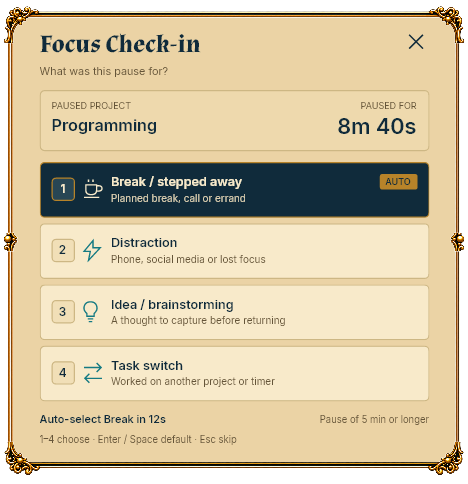 Focus Check-in
What was this pause for?
PAUSED PROJECT
Programming
PAUSED FOR
8m 40s
1
Break / stepped away
AUTO
Planned break, call or errand
2
Distraction
Phone, social media or lost focus
3
Idea / brainstorming
A thought to capture before returning
4
Task switch
Worked on another project or timer
Auto-select Break in 12s
Pause of 5 min or longer
1–4 choose · Enter / Space default · Esc skip